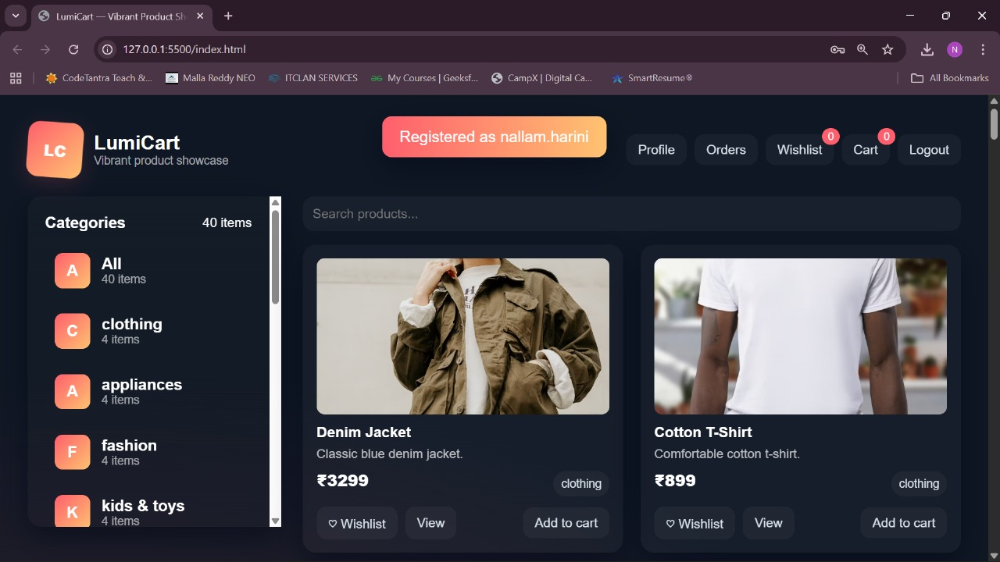 LumiCart — Vibrant Product Sh
127.0.0.1:5500/index.html
N
CodeTantra Teach &...
Malla Reddy NEO
ITCLAN SERVICES
My Courses | Geeksf...
CampX | Digital Ca...
SmartResume®
All Bookmarks
LC
LumiCart
Vibrant product showcase
Registered as nallam.harini
Profile
Orders
Wishlist 0
Cart 0
Logout
Categories 40 items
A
All
40 items
C
clothing
4 items
A
appliances
4 items
F
fashion
4 items
K
kids & toys
4 items
Search products...
Denim Jacket
Classic blue denim jacket.
₹3299 clothing
♡ Wishlist View Add to cart
Cotton T-Shirt
Comfortable cotton t-shirt.
₹899 clothing
♡ Wishlist View Add to cart